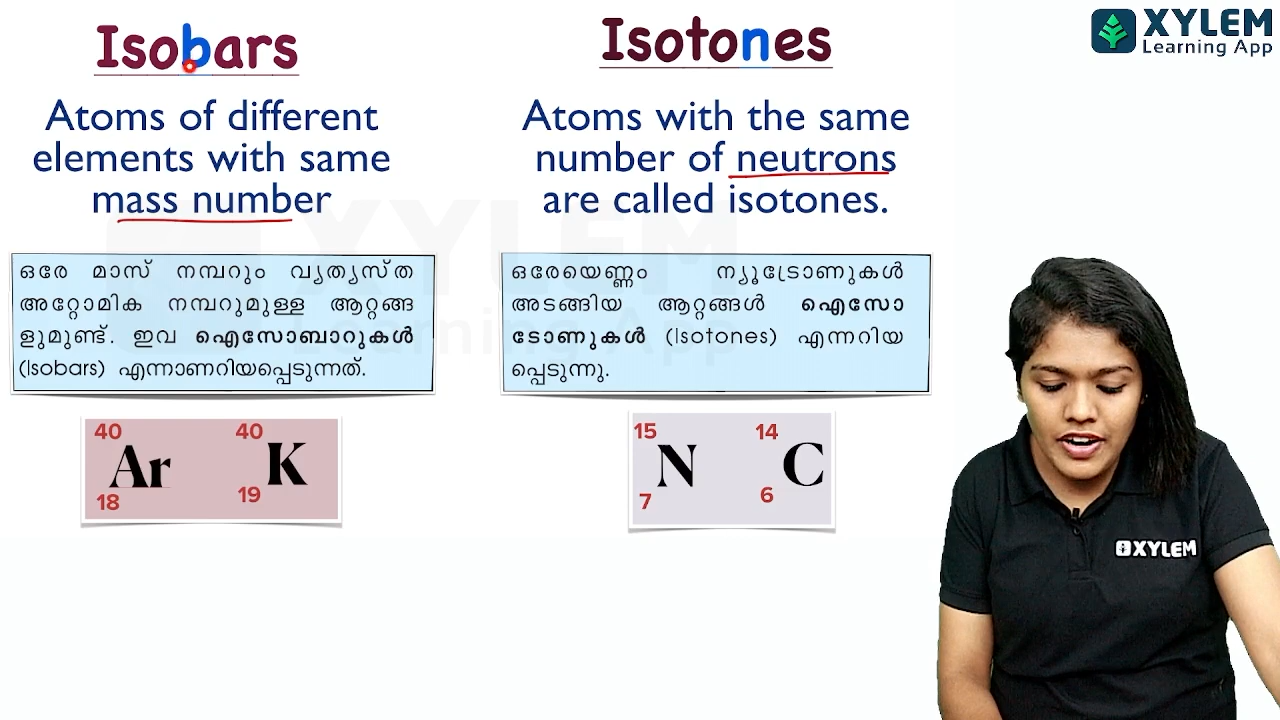 Isobars
Atoms of different
elements with same
mass number
ഒരേ മാസ് നമ്പറും വ്യത്യസ്ത
അറ്റോമിക നമ്പറുമുള്ള ആറ്റങ്ങ
ളുമുണ്ട്. ഇവ ഐസോബാറുകൾ
(Isobars) എന്നാണറിയപ്പെടുന്നത്.
40 40
Ar K
18 19
Isotones
Atoms with the same
number of neutrons
are called isotones.
ഒരേയെണ്ണം ന്യൂട്രോണുകൾ
അടങ്ങിയ ആറ്റങ്ങൾ ഐസോ
ടോണുകൾ (Isotones) എന്നറിയ
പ്പെടുന്നു.
15 14
N C
7 6
XYLEM
Learning App
XYLEM
Learning App
XYLEM